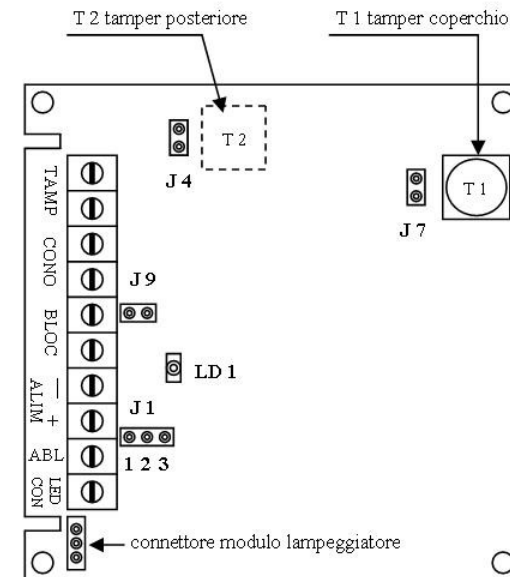 T 2 tamper posteriore
T 1 tamper coperchio
T 2
J 4
T 1
J 7
TAMP
CONO
J 9
BLOC
LD 1
ALIM
− +
J 1
ABL
1 2 3
LED
CON
connettore modulo lampeggiatore